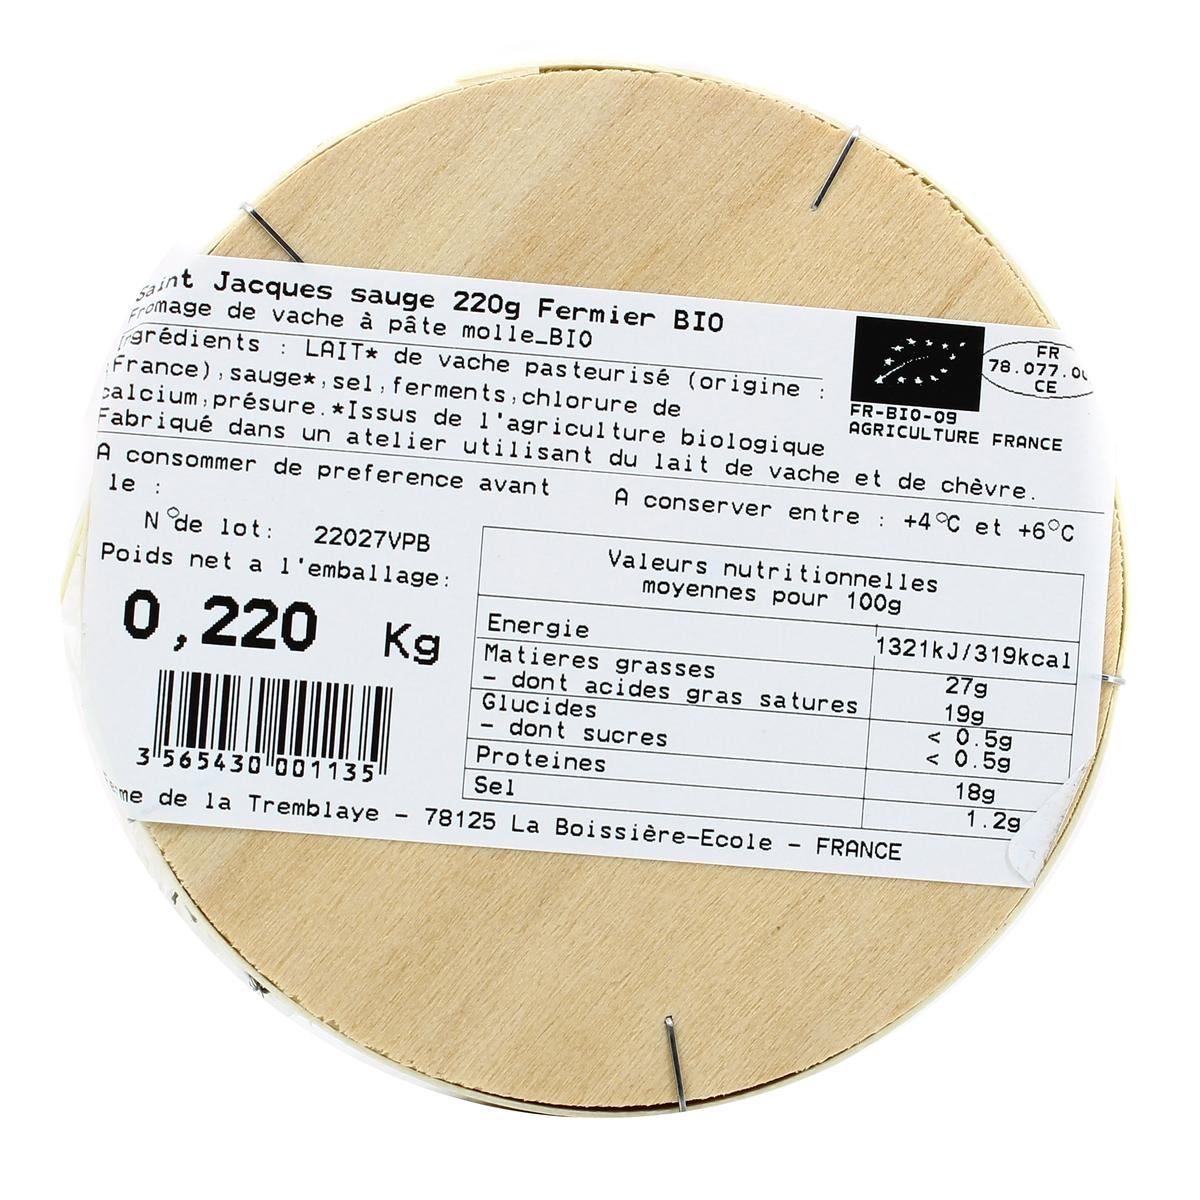 Saint Jacques sauge 220g Fermier BIO
Fromage de vache à pâte molle_BIO
Ingrédients : LAIT* de vache pasteurisé (origine :
France),sauge*,sel,ferments,chlorure de
calcium,présure.*Issus de l'agriculture biologique
Fabriqué dans un atelier utilisant du lait de vache et de chèvre.
FR
78.077.0
CE
FR-BIO-09
AGRICULTURE FRANCE
A consommer de preference avant
le :
A conserver entre : +4°C et +6°C
N°de lot: 22027VPB
Poids net a l'emballage:
0,220 Kg
3 565430 001135
Valeurs nutritionnelles
moyennes pour 100g
Energie 1321kJ/319kcal
Matieres grasses 27g
- dont acides gras satures 19g
Glucides < 0.5g
- dont sucres < 0.5g
Proteines 18g
Sel 1.2g
erme de la Tremblaye - 78125 La Boissière-Ecole - FRANCE